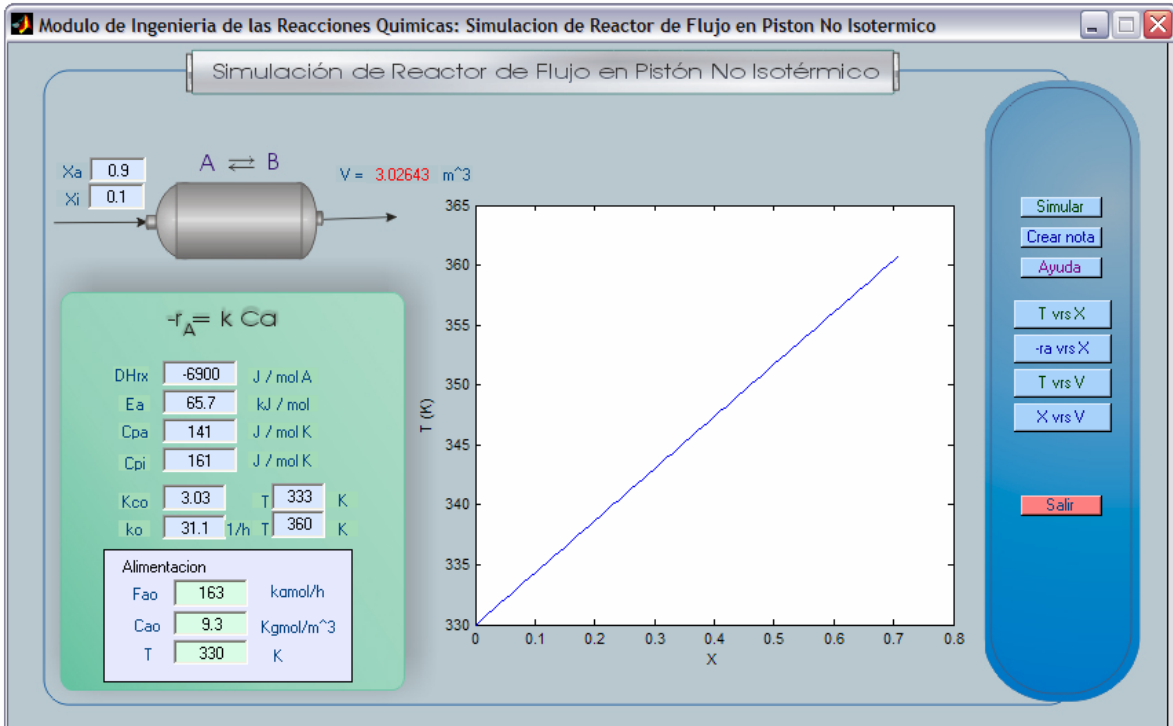 Modulo de Ingenieria de las Reacciones Quimicas: Simulacion de Reactor de Flujo en Piston No Isotermico
Simulación de Reactor de Flujo en Pistón No Isotérmico
Xa 0.9
Xi 0.1
A ⇄ B
V = 3.02643 m^3
-rA= k Ca
DHrx -6900 J / mol A
Ea 65.7 kJ / mol
Cpa 141 J / mol K
Cpi 161 J / mol K
Kco 3.03 T 333 K
ko 31.1 1/h T 360 K
Alimentacion
Fao 163 kamol/h
Cao 9.3 Kgmol/m^3
T 330 K
365
360
355
350
345
340
335
330
T (K)
0 0.1 0.2 0.3 0.4 0.5 0.6 0.7 0.8
X
Simular
Crear nota
Ayuda
T vrs X
-ra vrs X
T vrs V
X vrs V
Salir